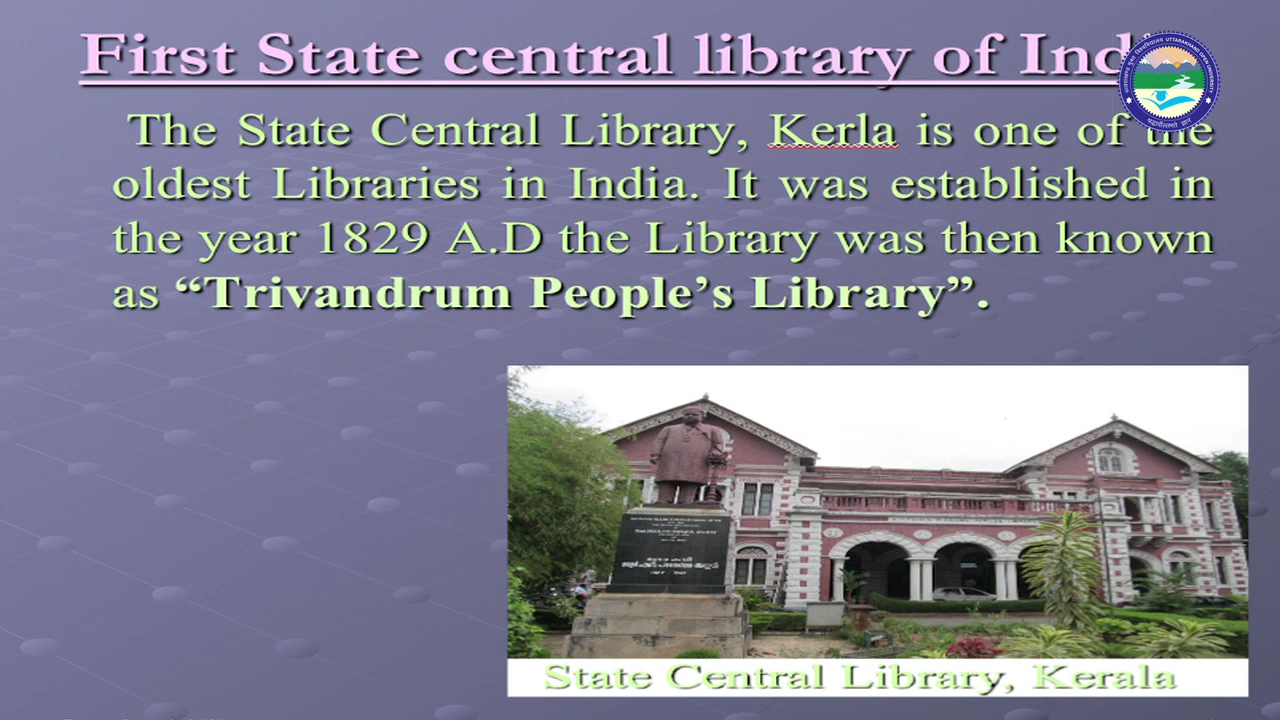 First State central library of Ind
The State Central Library, Kerla is one of the
oldest Libraries in India. It was established in
the year 1829 A.D the Library was then known
as “Trivandrum People’s Library”.
State Central Library, Kerala